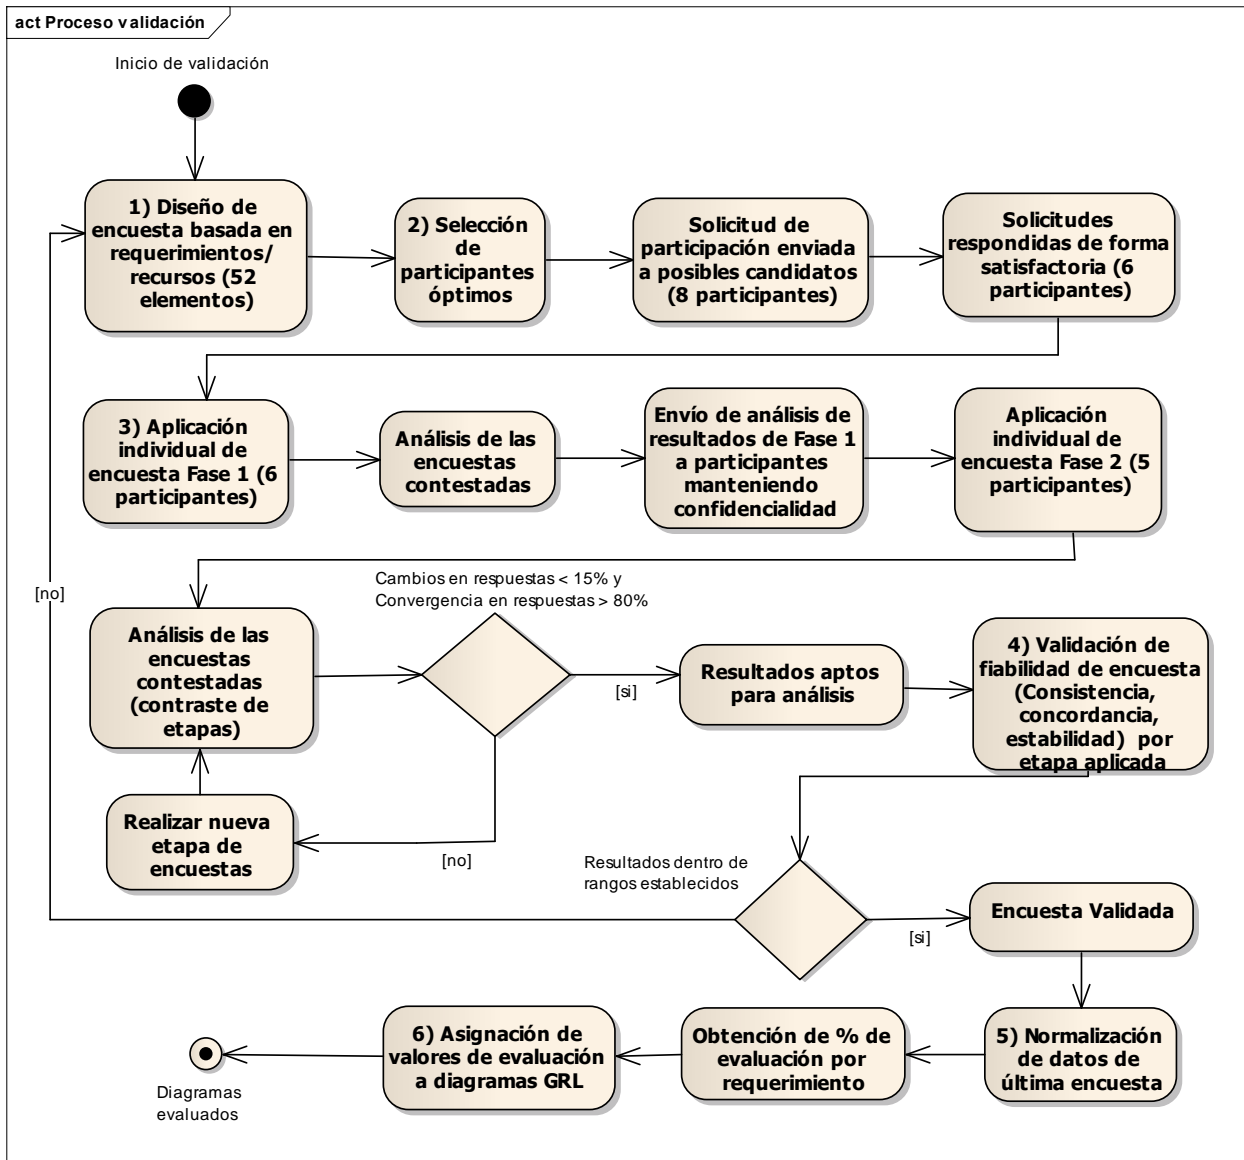 act Proceso validación
Inicio de validación
1) Diseño de
encuesta basada en
requerimientos/
recursos (52
elementos)
2) Selección
de
participantes
óptimos
Solicitud de
participación enviada
a posibles candidatos
(8 participantes)
Solicitudes
respondidas de forma
satisfactoria (6
participantes)
3) Aplicación
individual de
encuesta Fase 1 (6
participantes)
Análisis de las
encuestas
contestadas
Envío de análisis de
resultados de Fase 1
a participantes
manteniendo
confidencialidad
Aplicación
individual de
encuesta Fase 2 (5
participantes)
[no]
Análisis de las
encuestas
contestadas
(contraste de
etapas)
Cambios en respuestas < 15% y
Convergencia en respuestas > 80%
[si]
Resultados aptos
para análisis
4) Validación de
fiabilidad de encuesta
(Consistencia,
concordancia,
estabilidad) por
etapa aplicada
Realizar nueva
etapa de
encuestas
[no]
Resultados dentro de
rangos establecidos
[si]
Encuesta Validada
5) Normalización
de datos de
última encuesta
Obtención de % de
evaluación por
requerimiento
6) Asignación de
valores de evaluación
a diagramas GRL
Diagramas
evaluados